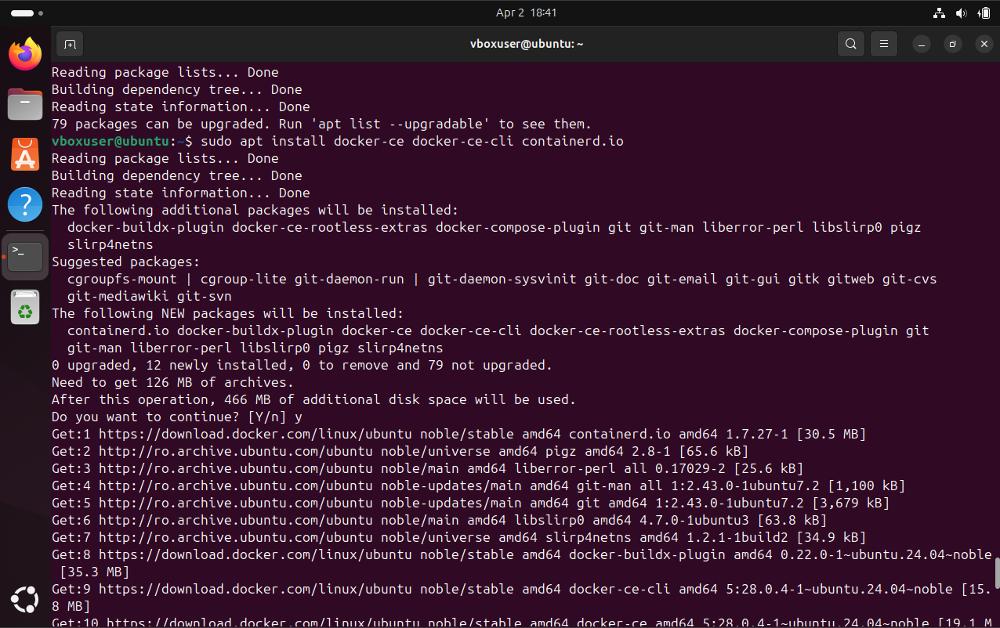 Apr 2 18:41
vboxuser@ubuntu: ~
Reading package lists... Done
Building dependency tree... Done
Reading state information... Done
79 packages can be upgraded. Run 'apt list --upgradable' to see them.
vboxuser@ubuntu:~$ sudo apt install docker-ce docker-ce-cli containerd.io
Reading package lists... Done
Building dependency tree... Done
Reading state information... Done
The following additional packages will be installed:
  docker-buildx-plugin docker-ce-rootless-extras docker-compose-plugin git git-man liberror-perl libslirp0 pigz
  slirp4netns
Suggested packages:
  cgroupfs-mount | cgroup-lite git-daemon-run | git-daemon-sysvinit git-doc git-email git-gui gitk gitweb git-cvs
  git-mediawiki git-svn
The following NEW packages will be installed:
  containerd.io docker-buildx-plugin docker-ce docker-ce-cli docker-ce-rootless-extras docker-compose-plugin git
  git-man liberror-perl libslirp0 pigz slirp4netns
0 upgraded, 12 newly installed, 0 to remove and 79 not upgraded.
Need to get 126 MB of archives.
After this operation, 466 MB of additional disk space will be used.
Do you want to continue? [Y/n] y
Get:1 https://download.docker.com/linux/ubuntu noble/stable amd64 containerd.io amd64 1.7.27-1 [30.5 MB]
Get:2 http://ro.archive.ubuntu.com/ubuntu noble/universe amd64 pigz amd64 2.8-1 [65.6 kB]
Get:3 http://ro.archive.ubuntu.com/ubuntu noble/main amd64 liberror-perl all 0.17029-2 [25.6 kB]
Get:4 http://ro.archive.ubuntu.com/ubuntu noble-updates/main amd64 git-man all 1:2.43.0-1ubuntu7.2 [1,100 kB]
Get:5 http://ro.archive.ubuntu.com/ubuntu noble-updates/main amd64 git amd64 1:2.43.0-1ubuntu7.2 [3,679 kB]
Get:6 http://ro.archive.ubuntu.com/ubuntu noble/main amd64 libslirp0 amd64 4.7.0-1ubuntu3 [63.8 kB]
Get:7 http://ro.archive.ubuntu.com/ubuntu noble/universe amd64 slirp4netns amd64 1.2.1-1build2 [34.9 kB]
Get:8 https://download.docker.com/linux/ubuntu noble/stable amd64 docker-buildx-plugin amd64 0.22.0-1~ubuntu.24.04~noble
 [35.3 MB]
Get:9 https://download.docker.com/linux/ubuntu noble/stable amd64 docker-ce-cli amd64 5:28.0.4-1~ubuntu.24.04~noble [15.
8 MB]
Get:10 https://download.docker.com/linux/ubuntu noble/stable amd64 docker-ce amd64 5:28.0.4-1~ubuntu.24.04~noble [19.1 M